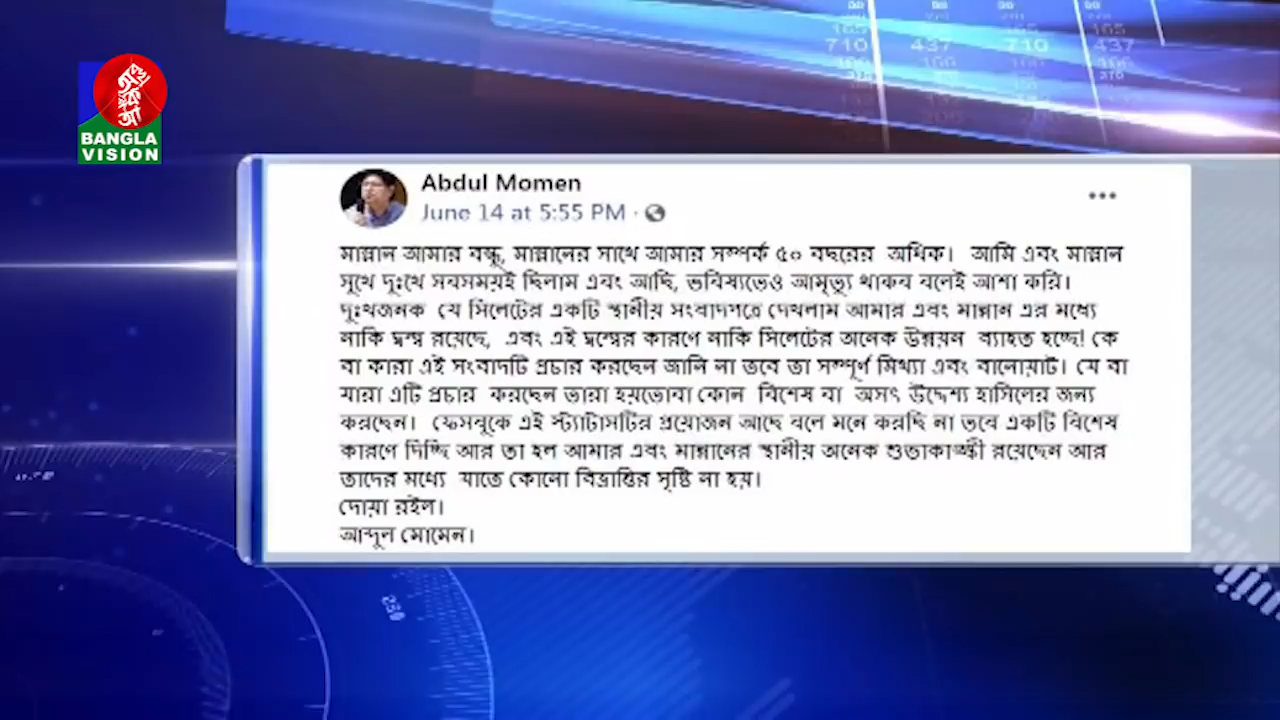 710 437 710 437
BANGLA
VISION
Abdul Momen
June 14 at 5:55 PM
মান্নান আমার বন্ধু, মান্নানের সাথে আমার সম্পর্ক ৫০ বছরের অধিক। আমি এবং মান্নান
সুখে দুঃখে সবসময়ই ছিলাম এবং আছি, ভবিষ্যতেও আমৃত্যু থাকব বলেই আশা করি।
দুঃখজনক যে সিলেটের একটি স্থানীয় সংবাদপত্রে দেখলাম আমার এবং মান্নান এর মধ্যে
নাকি দ্বন্দ্ব রয়েছে, এবং এই দ্বন্দ্বের কারণে নাকি সিলেটের অনেক উন্নয়ন ব্যাহত হচ্ছে! কে
বা কারা এই সংবাদটি প্রচার করছেন জানি না তবে তা সম্পূর্ণ মিথ্যা এবং বানোয়াট। যে বা
যারা এটি প্রচার করছেন তারা হয়তোবা কোন বিশেষ বা অসৎ উদ্দেশ্য হাসিলের জন্য
করছেন। ফেসবুকে এই স্ট্যাটাসটির প্রয়োজন আছে বলে মনে করছি না তবে একটি বিশেষ
কারণে দিচ্ছি আর তা হল আমার এবং মান্নানের স্থানীয় অনেক শুভাকাঙ্ক্ষী রয়েছেন আর
তাদের মধ্যে যাতে কোনো বিভ্রান্তির সৃষ্টি না হয়।
দোয়া রইল।
আব্দুল মোমেন।